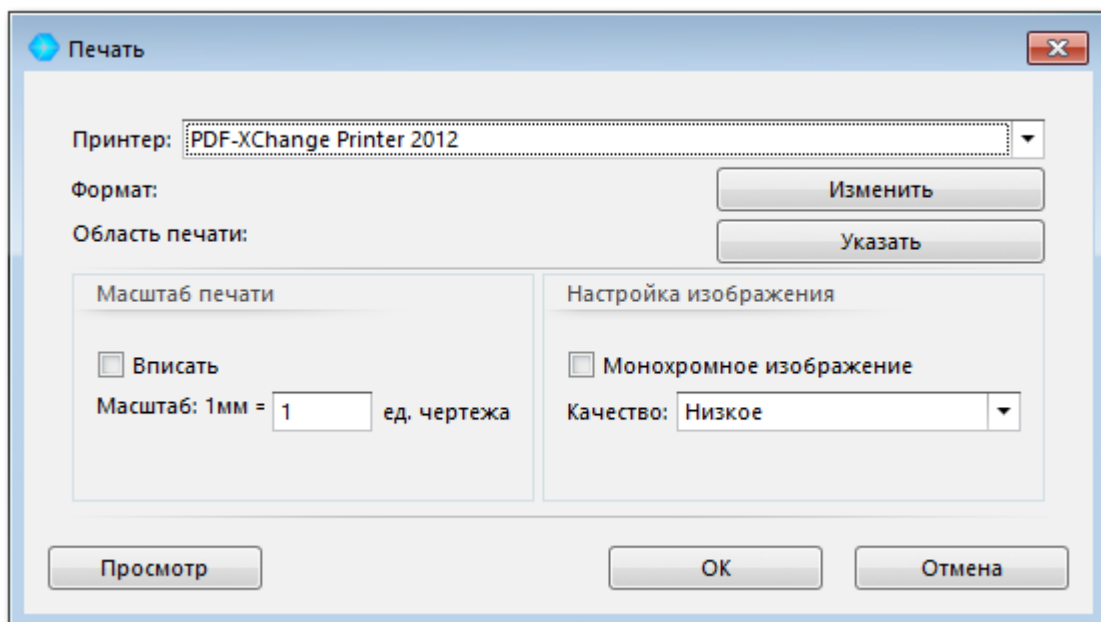 Печать
Принтер: PDF-XChange Printer 2012
Формат: Изменить
Область печати: Указать
Масштаб печати
Вписать
Масштаб: 1мм = 1 ед. чертежа
Настройка изображения
Монохромное изображение
Качество: Низкое
Просмотр ОК Отмена